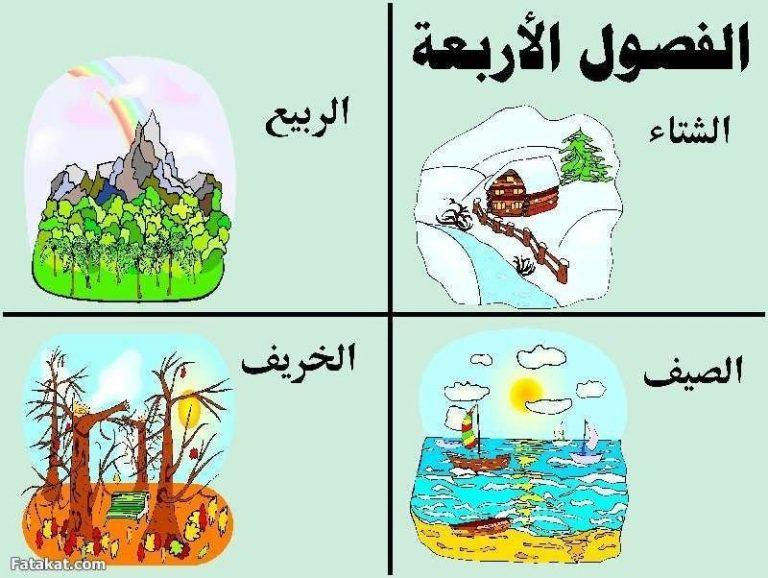 الفصول الأربعة
الشتاء
الربيع
الصيف
الخريف
Fatakat.com